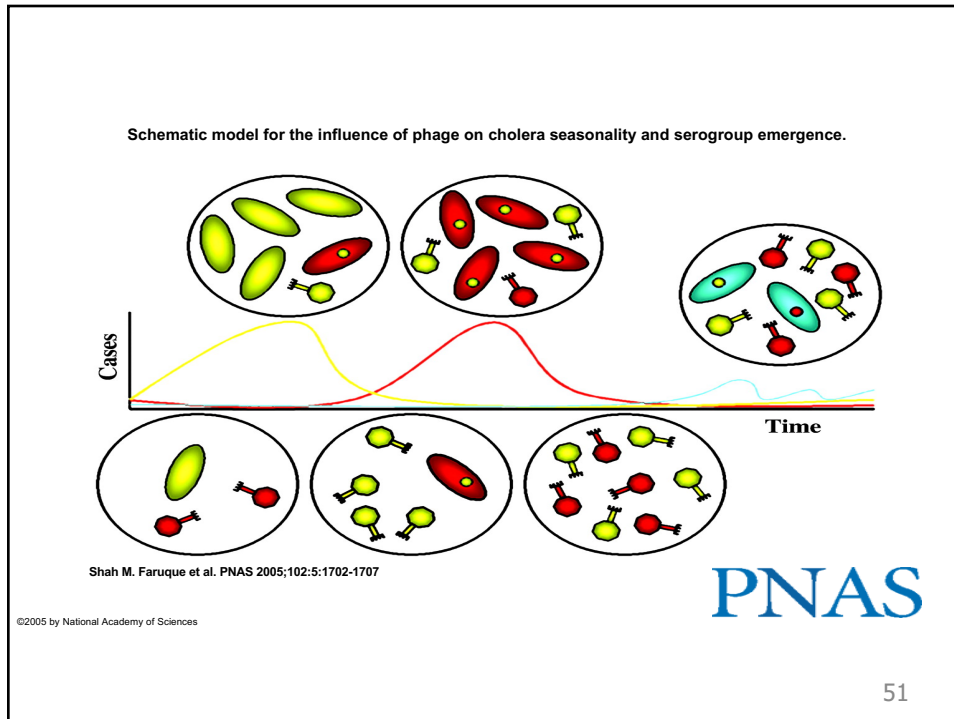 Schematic model for the influence of phage on cholera seasonality and serogroup emergence.
Cases
Time
Shah M. Faruque et al. PNAS 2005;102:5:1702-1707
PNAS
©2005 by National Academy of Sciences
51